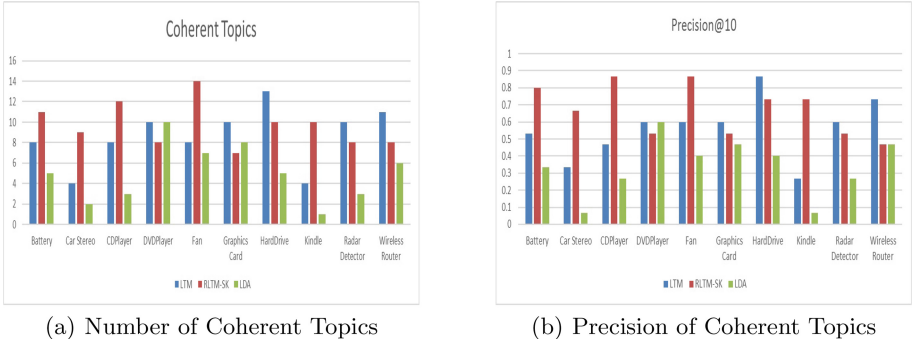 Coherent Topics
16
14
12
10
8
6
4
2
0
Battery Car Stereo CDPlayer DVDPlayer Fan Graphics Card HardDrive Kindle Radar Detector Wireless Router
LTM RLTM-SK LDA
(a) Number of Coherent Topics
Precision@10
1
0.9
0.8
0.7
0.6
0.5
0.4
0.3
0.2
0.1
0
Battery Car Stereo CDPlayer DVDPlayer Fan Graphics Card HardDrive Kindle Radar Detector Wireless Router
LTM RLTM-SK LDA
(b) Precision of Coherent Topics